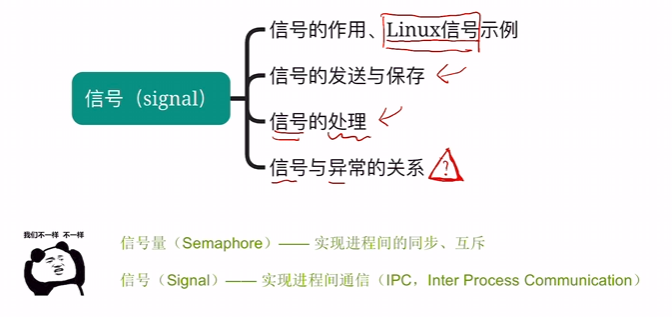 信号的作用、Linux信号示例
信号的发送与保存
信号（signal）
信号的处理
信号与异常的关系 ?
我们不一样 不一样
信号量（Semaphore）—— 实现进程间的同步、互斥
信号（Signal）—— 实现进程间通信（IPC，Inter Process Communication）